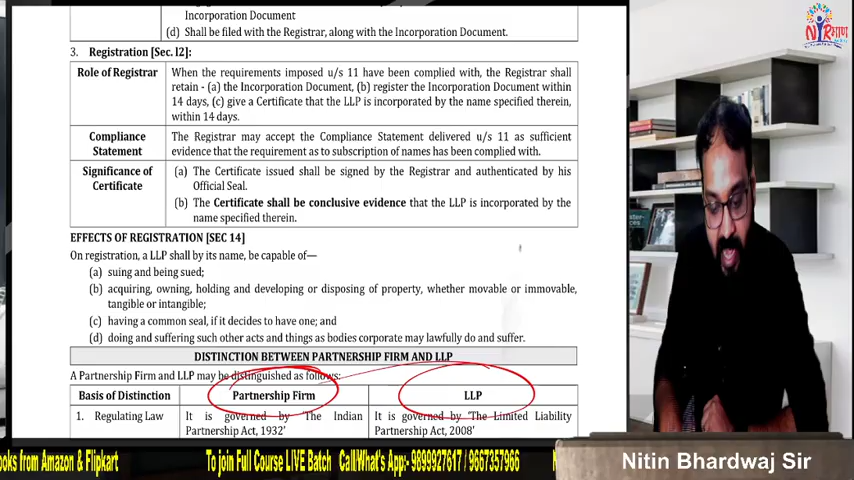 Incorporation Document
(d) Shall be filed with the Registrar, along with the Incorporation Document.
3. Registration [Sec. l2]:
Role of Registrar
When the requirements imposed u/s 11 have been complied with, the Registrar shall
retain - (a) the Incorporation Document, (b) register the Incorporation Document within
14 days, (c) give a Certificate that the LLP is incorporated by the name specified therein,
within 14 days.
Compliance
Statement
The Registrar may accept the Compliance Statement delivered u/s 11 as sufficient
evidence that the requirement as to subscription of names has been complied with.
Significance of
Certificate
(a) The Certificate issued shall be signed by the Registrar and authenticated by his
Official Seal.
(b) The Certificate shall be conclusive evidence that the LLP is incorporated by the
name specified therein.
EFFECTS OF REGISTRATION [SEC 14]
On registration, a LLP shall by its name, be capable of—
(a) suing and being sued;
(b) acquiring, owning, holding and developing or disposing of property, whether movable or immovable,
tangible or intangible;
(c) having a common seal, if it decides to have one; and
(d) doing and suffering such other acts and things as bodies corporate may lawfully do and suffer.
DISTINCTION BETWEEN PARTNERSHIP FIRM AND LLP
A Partnership Firm and LLP may be distinguished as follows:
Basis of Distinction
Partnership Firm
LLP
1. Regulating Law
It is governed by 'The Indian
Partnership Act, 1932'
It is governed by 'The Limited Liability
Partnership Act, 2008'
ooks from Amazon & Flipkart
To join Full Course LIVE Batch Call/What's App:- 9899927617 / 9667357966
Nitin Bhardwaj Sir